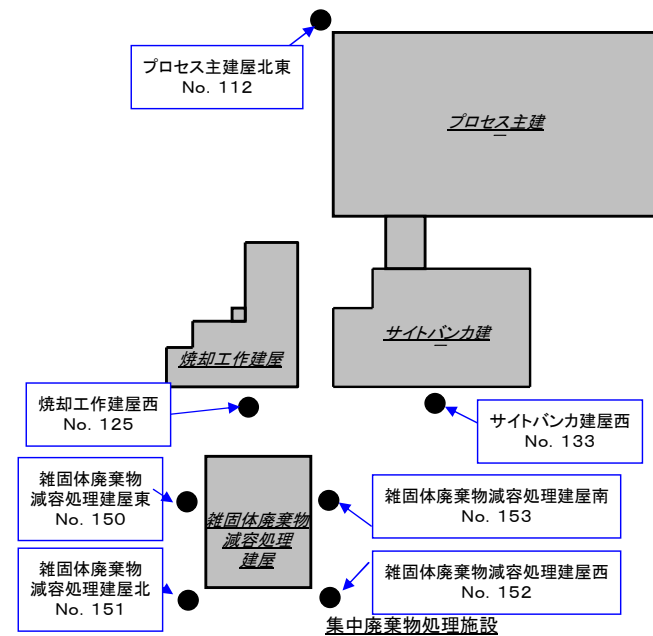 プロセス主建屋北東
No. 112
プロセス主建
ー
サイトバンカ建
ー
焼却工作建屋
焼却工作建屋西
No. 125
サイトバンカ建屋西
No. 133
雑固体廃棄物
減容処理建屋東
No. 150
雑固体廃棄物
減容処理
建屋
雑固体廃棄物減容処理建屋南
No. 153
雑固体廃棄物
減容処理建屋北
No. 151
雑固体廃棄物減容処理建屋西
No. 152
集中廃棄物処理施設